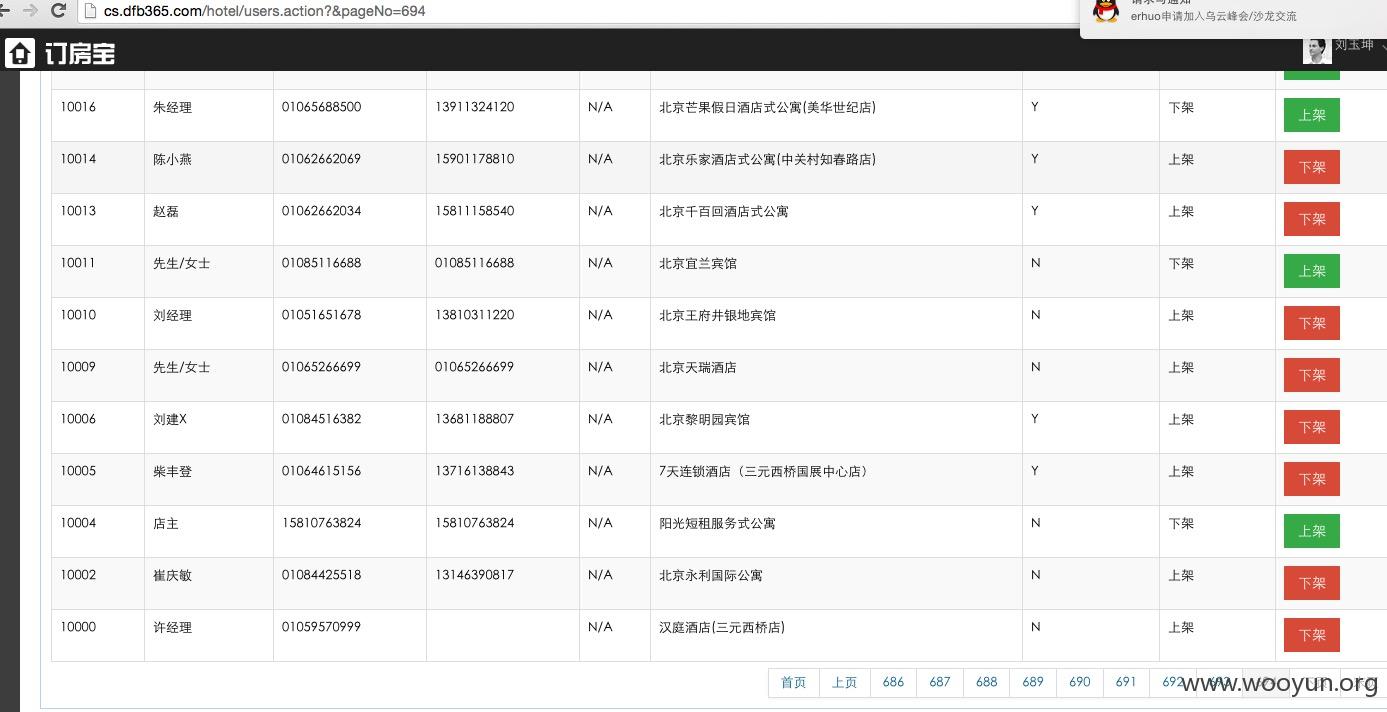 cs.dfb365.com/hotel/users.action?&pageNo=694
erhuo申请加入乌云峰会/沙龙交流
订房宝
刘玉坤
10016 朱经理 01065688500 13911324120 N/A 北京芒果假日酒店式公寓(美华世纪店) Y 下架 上架
10014 陈小燕 01062662069 15901178810 N/A 北京乐家酒店式公寓(中关村知春路店) Y 上架 下架
10013 赵磊 01062662034 15811158540 N/A 北京千百回酒店式公寓 Y 上架 下架
10011 先生/女士 01085116688 01085116688 N/A 北京宜兰宾馆 N 下架 上架
10010 刘经理 01051651678 13810311220 N/A 北京王府井银地宾馆 N 上架 下架
10009 先生/女士 01065266699 01065266699 N/A 北京天瑞酒店 N 上架 下架
10006 刘建X 01084516382 13681188807 N/A 北京黎明园宾馆 Y 上架 下架
10005 柴丰登 01064615156 13716138843 N/A 7天连锁酒店（三元西桥国展中心店） Y 上架 下架
10004 店主 15810763824 15810763824 N/A 阳光短租服务式公寓 N 下架 上架
10002 崔庆敏 01084425518 13146390817 N/A 北京永利国际公寓 N 上架 下架
10000 许经理 01059570999 N/A 汉庭酒店(三元西桥店) N 上架 下架
首页 上页 686 687 688 689 690 691 692
www.wooyun.org